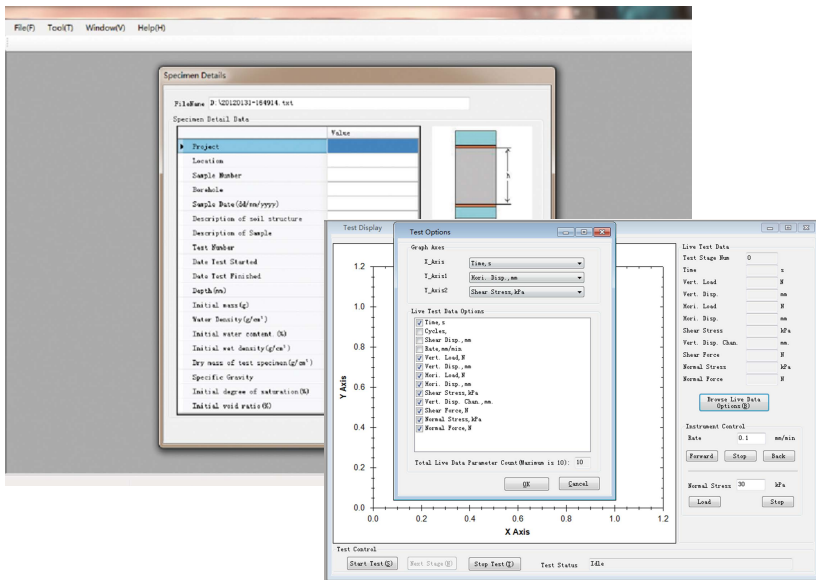 File(F) Tool(T) Window(V) Help(H)
Specimen Details
FileName D:\20120131-164914.txt
Specimen Detail Data
Value
Project
Location
Sample Number
Borehole
Sample Date(dd/mm/yyyy)
Description of soil structure
Description of Sample
Test Number
Date Test Started
Date Test Finished
Depth(mm)
Initial mass(g)
Water Density(g/cm³)
Initial water content (%)
Initial wet density(g/cm³)
Dry mass of test specimen(g/cm³)
Specific Gravity
Initial degree of saturation(%)
Initial void ratio(%)
h
Test Display
1.2
0.8
0.6
0.4
0.2
0.0
Y Axis
0.0 0.2 0.4 0.6 0.8 1.0 1.2
X Axis
Test Options
Graph Axes
X_Axis Time,s
Y_Axis1 Hori. Disp.,mm
Y_Axis2 Shear Stress,kPa
Live Test Data Options
Time,s
Cycles,
Shear Disp.,mm
Rate,mm/min
Vert. Load,N
Vert. Disp.,mm
Hori. Load,N
Hori. Disp.,mm
Shear Stress,kPa
Vert. Disp. Chan.,mm.
Shear Force,N
Normal Stress,kPa
Normal Force,N
Total Live Data Parameter Count(Maximum is 10): 10
OK Cancel
Live Test Data
Test Stage Num 0
Time s
Vert. Load N
Vert. Disp. mm
Hori. Load N
Hori. Disp. mm
Shear Stress kPa
Vert. Disp. Chan. mm.
Shear Force N
Normal Stress kPa
Normal Force N
Browse Live Data
Options(B)
Instrument Control
Rate 0.1 mm/min
Forward Stop Back
Normal Stress 30 kPa
Load Stop
Test Control
Start Test(S) Next Stage(N) Stop Test(T) Test Status Idle